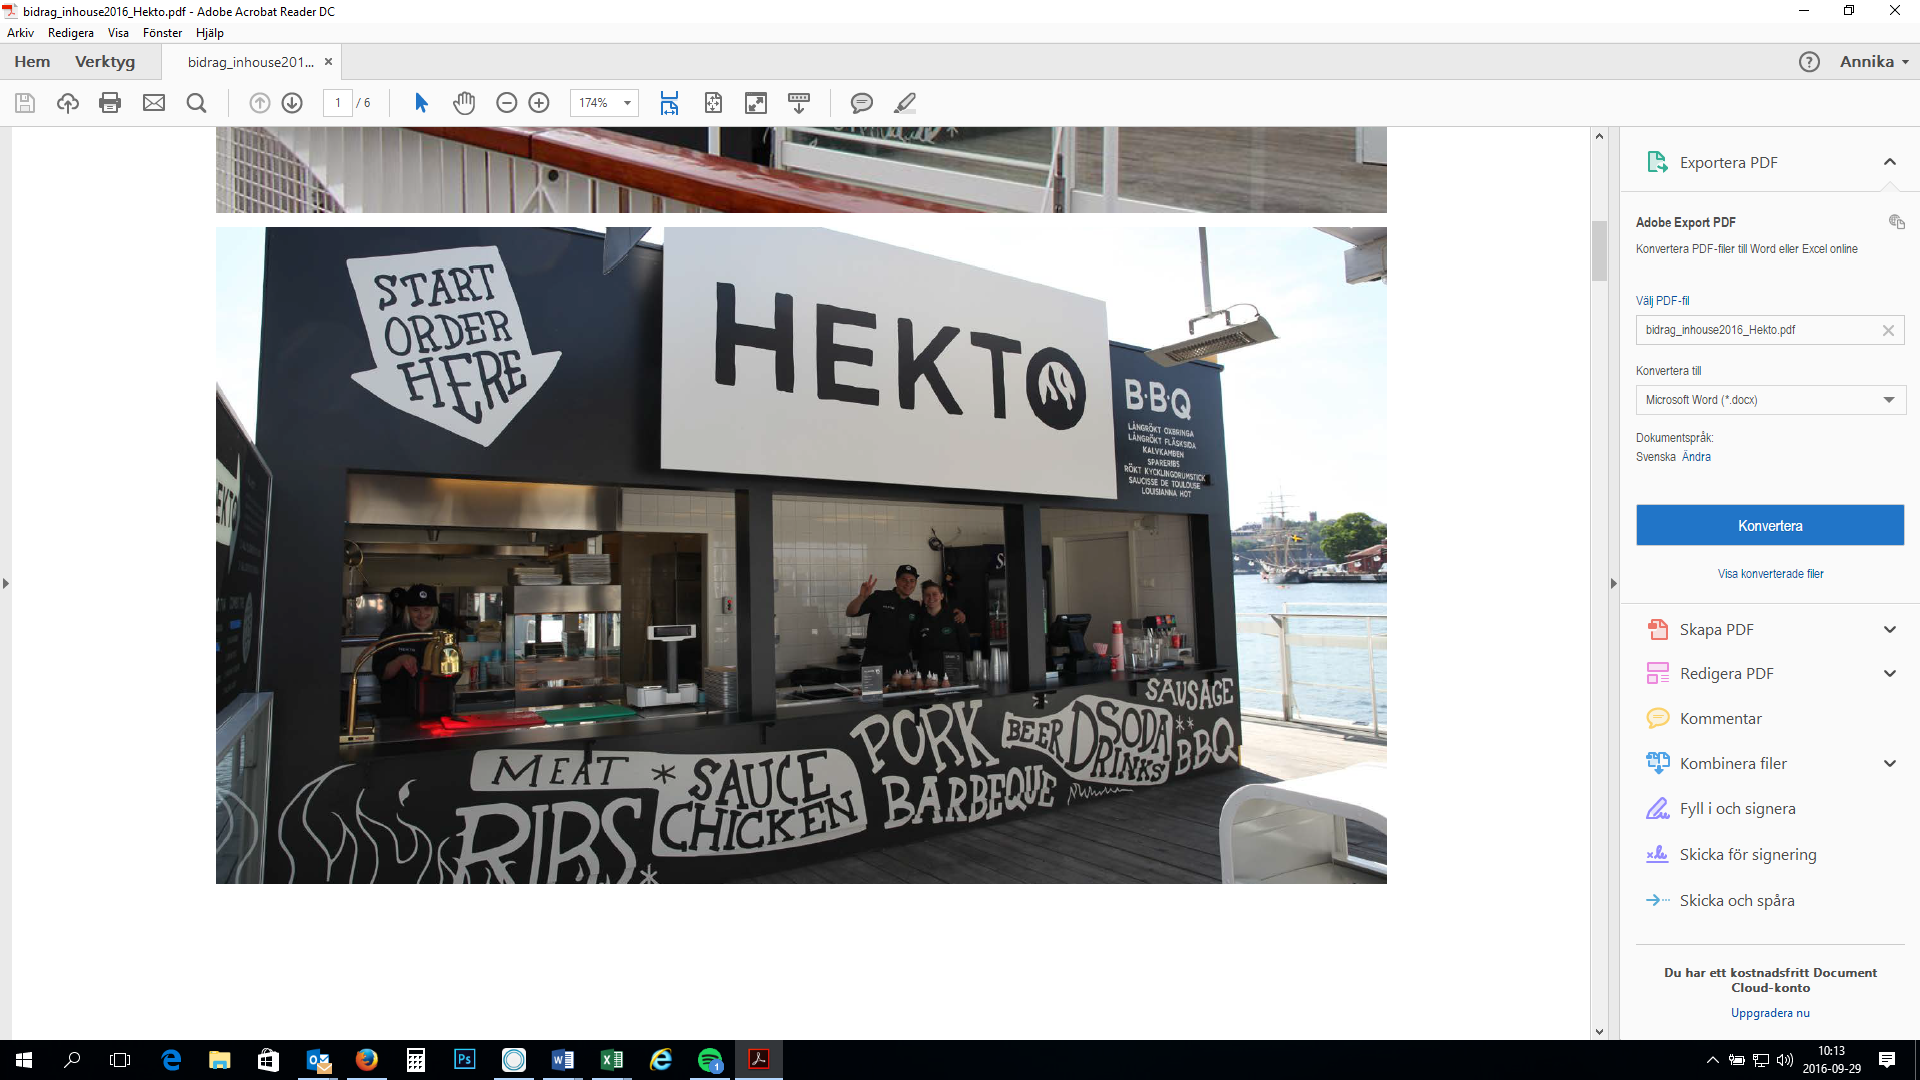 bidrag_inhouse2016_Hekto.pdf - Adobe Acrobat Reader DC
Arkiv Redigera Visa Fönster Hjälp
Hem Verktyg bidrag_inhouse201... × Annika
1 / 6 174%
START
ORDER
HERE
HEKTO
B·B·Q
LÅNGRÖKT OXBRINGA
LÅNGRÖKT FLÄSKSIDA
KALVKAMBEN
SPARERIBS
RÖKT KYCKLINGDRUMSTICK
SAUCISSE DE TOULOUSE
LOUISIANNA HOT
MEAT * SAUCE
CHICKEN
RIBS *
PORK
BARBEQUE
BEER
SODA
DRINKS
SAUSAGE
**
BBQ
Exportera PDF
Adobe Export PDF
Konvertera PDF-filer till Word eller Excel online
Välj PDF-fil
bidrag_inhouse2016_Hekto.pdf
Konvertera till
Microsoft Word (*.docx)
Dokumentspråk:
Svenska Ändra
Konvertera
Visa konverterade filer
Skapa PDF
Redigera PDF
Kommentar
Kombinera filer
Fyll i och signera
Skicka för signering
Skicka och spåra
Du har ett kostnadsfritt Document
Cloud-konto
Uppgradera nu
10:13
2016-09-29